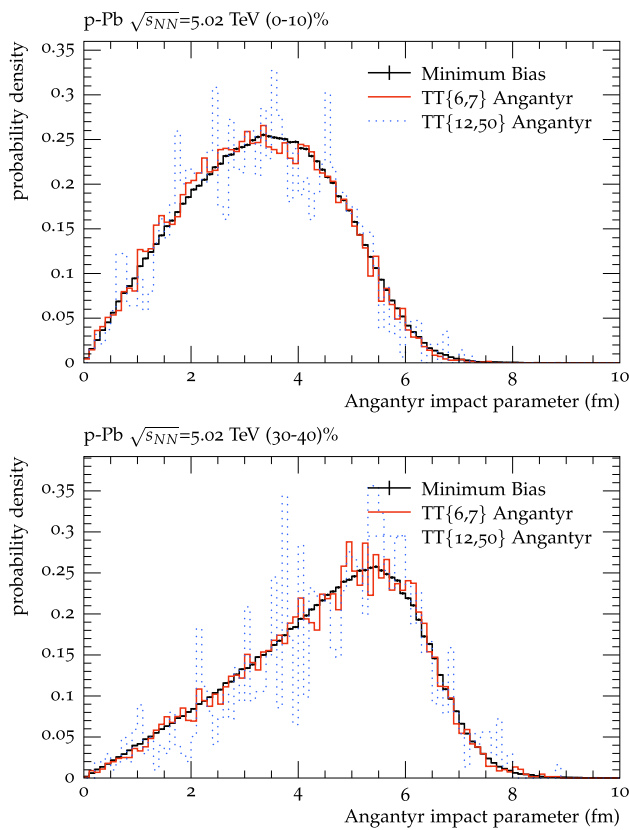 p-Pb √s_NN=5.02 TeV (0-10)%
probability density
0.35
0.3
0.25
0.2
0.15
0.1
0.05
0
Minimum Bias
TT{6,7} Angantyr
TT{12,50} Angantyr
0 2 4 6 8 10
Angantyr impact parameter (fm)
p-Pb √s_NN=5.02 TeV (30-40)%
probability density
0.35
0.3
0.25
0.2
0.15
0.1
0.05
0
Minimum Bias
TT{6,7} Angantyr
TT{12,50} Angantyr
0 2 4 6 8 10
Angantyr impact parameter (fm)